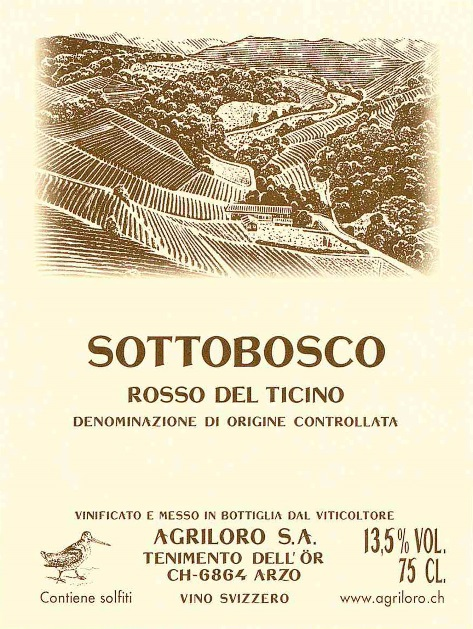 SOTTOBOSCO
ROSSO DEL TICINO
DENOMINAZIONE DI ORIGINE CONTROLLATA
VINIFICATO E MESSO IN BOTTIGLIA DAL VITICOLTORE
AGRILORO S.A.
TENIMENTO DELL' ÖR
CH-6864 ARZO
13,5% VOL.
75 CL.
Contiene solfiti
VINO SVIZZERO
www.agriloro.ch